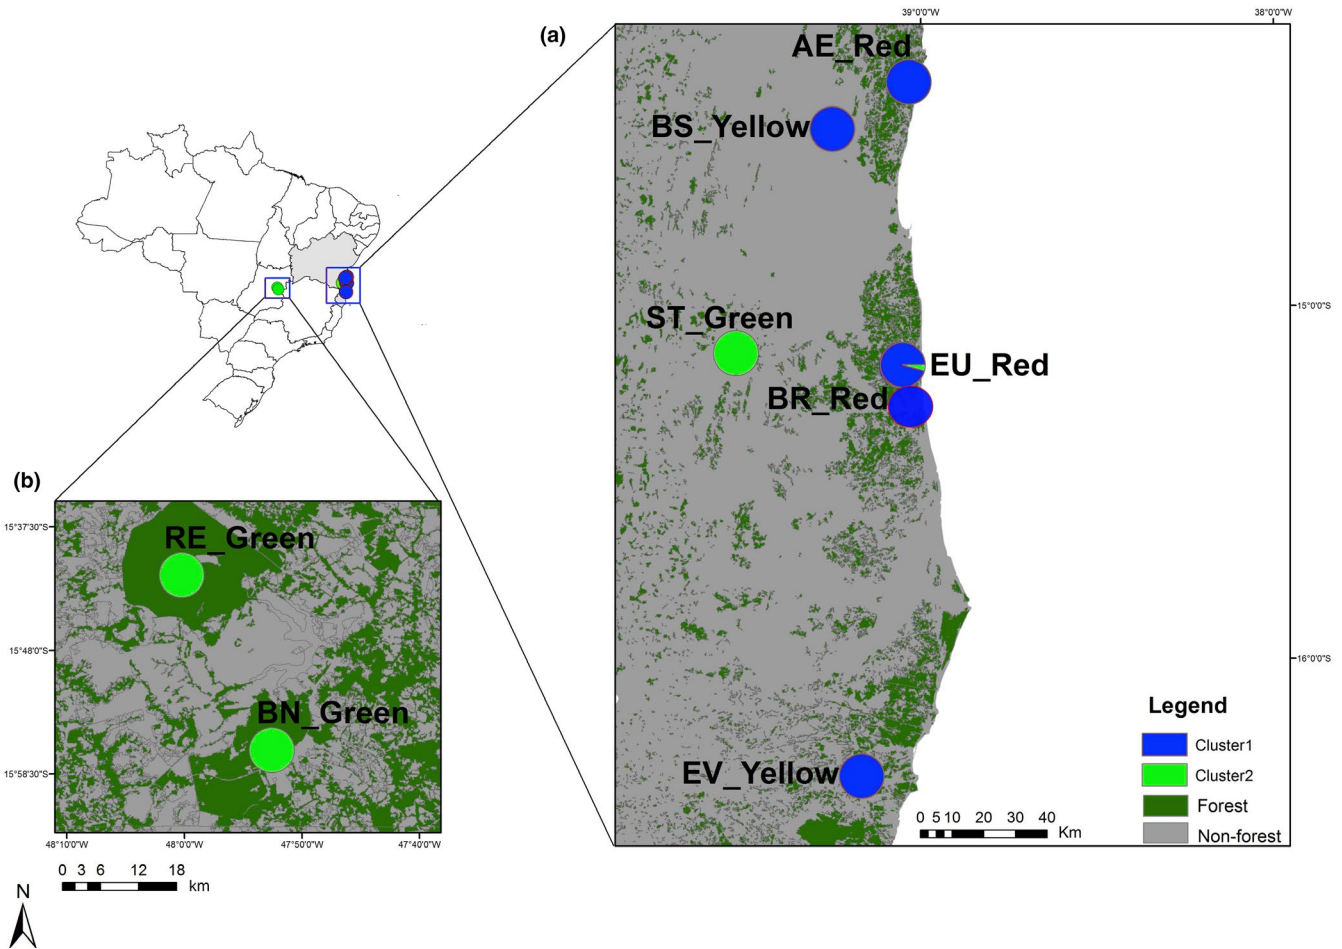 39°0'0"W
38°0'0"W
(a)
AE_Red
BS_Yellow
ST_Green
15°0'0"S
EU_Red
BR_Red
(b)
15°37'30"S
RE_Green
15°48'0"S
16°0'0"S
BN_Green
Legend
Cluster1
15°58'30"S
EV_Yellow
Cluster2
Forest
Non-forest
0 5 10 20 30 40
Km
48°10'0"W
48°0'0"W
47°50'0"W
47°40'0"W
0 3 6 12 18
km
N